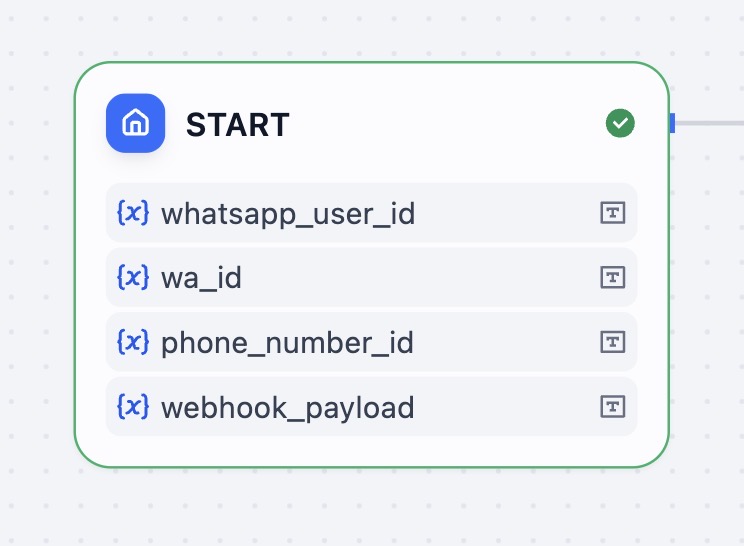 START
{x} whatsapp_user_id
{x} wa_id
{x} phone_number_id
{x} webhook_payload